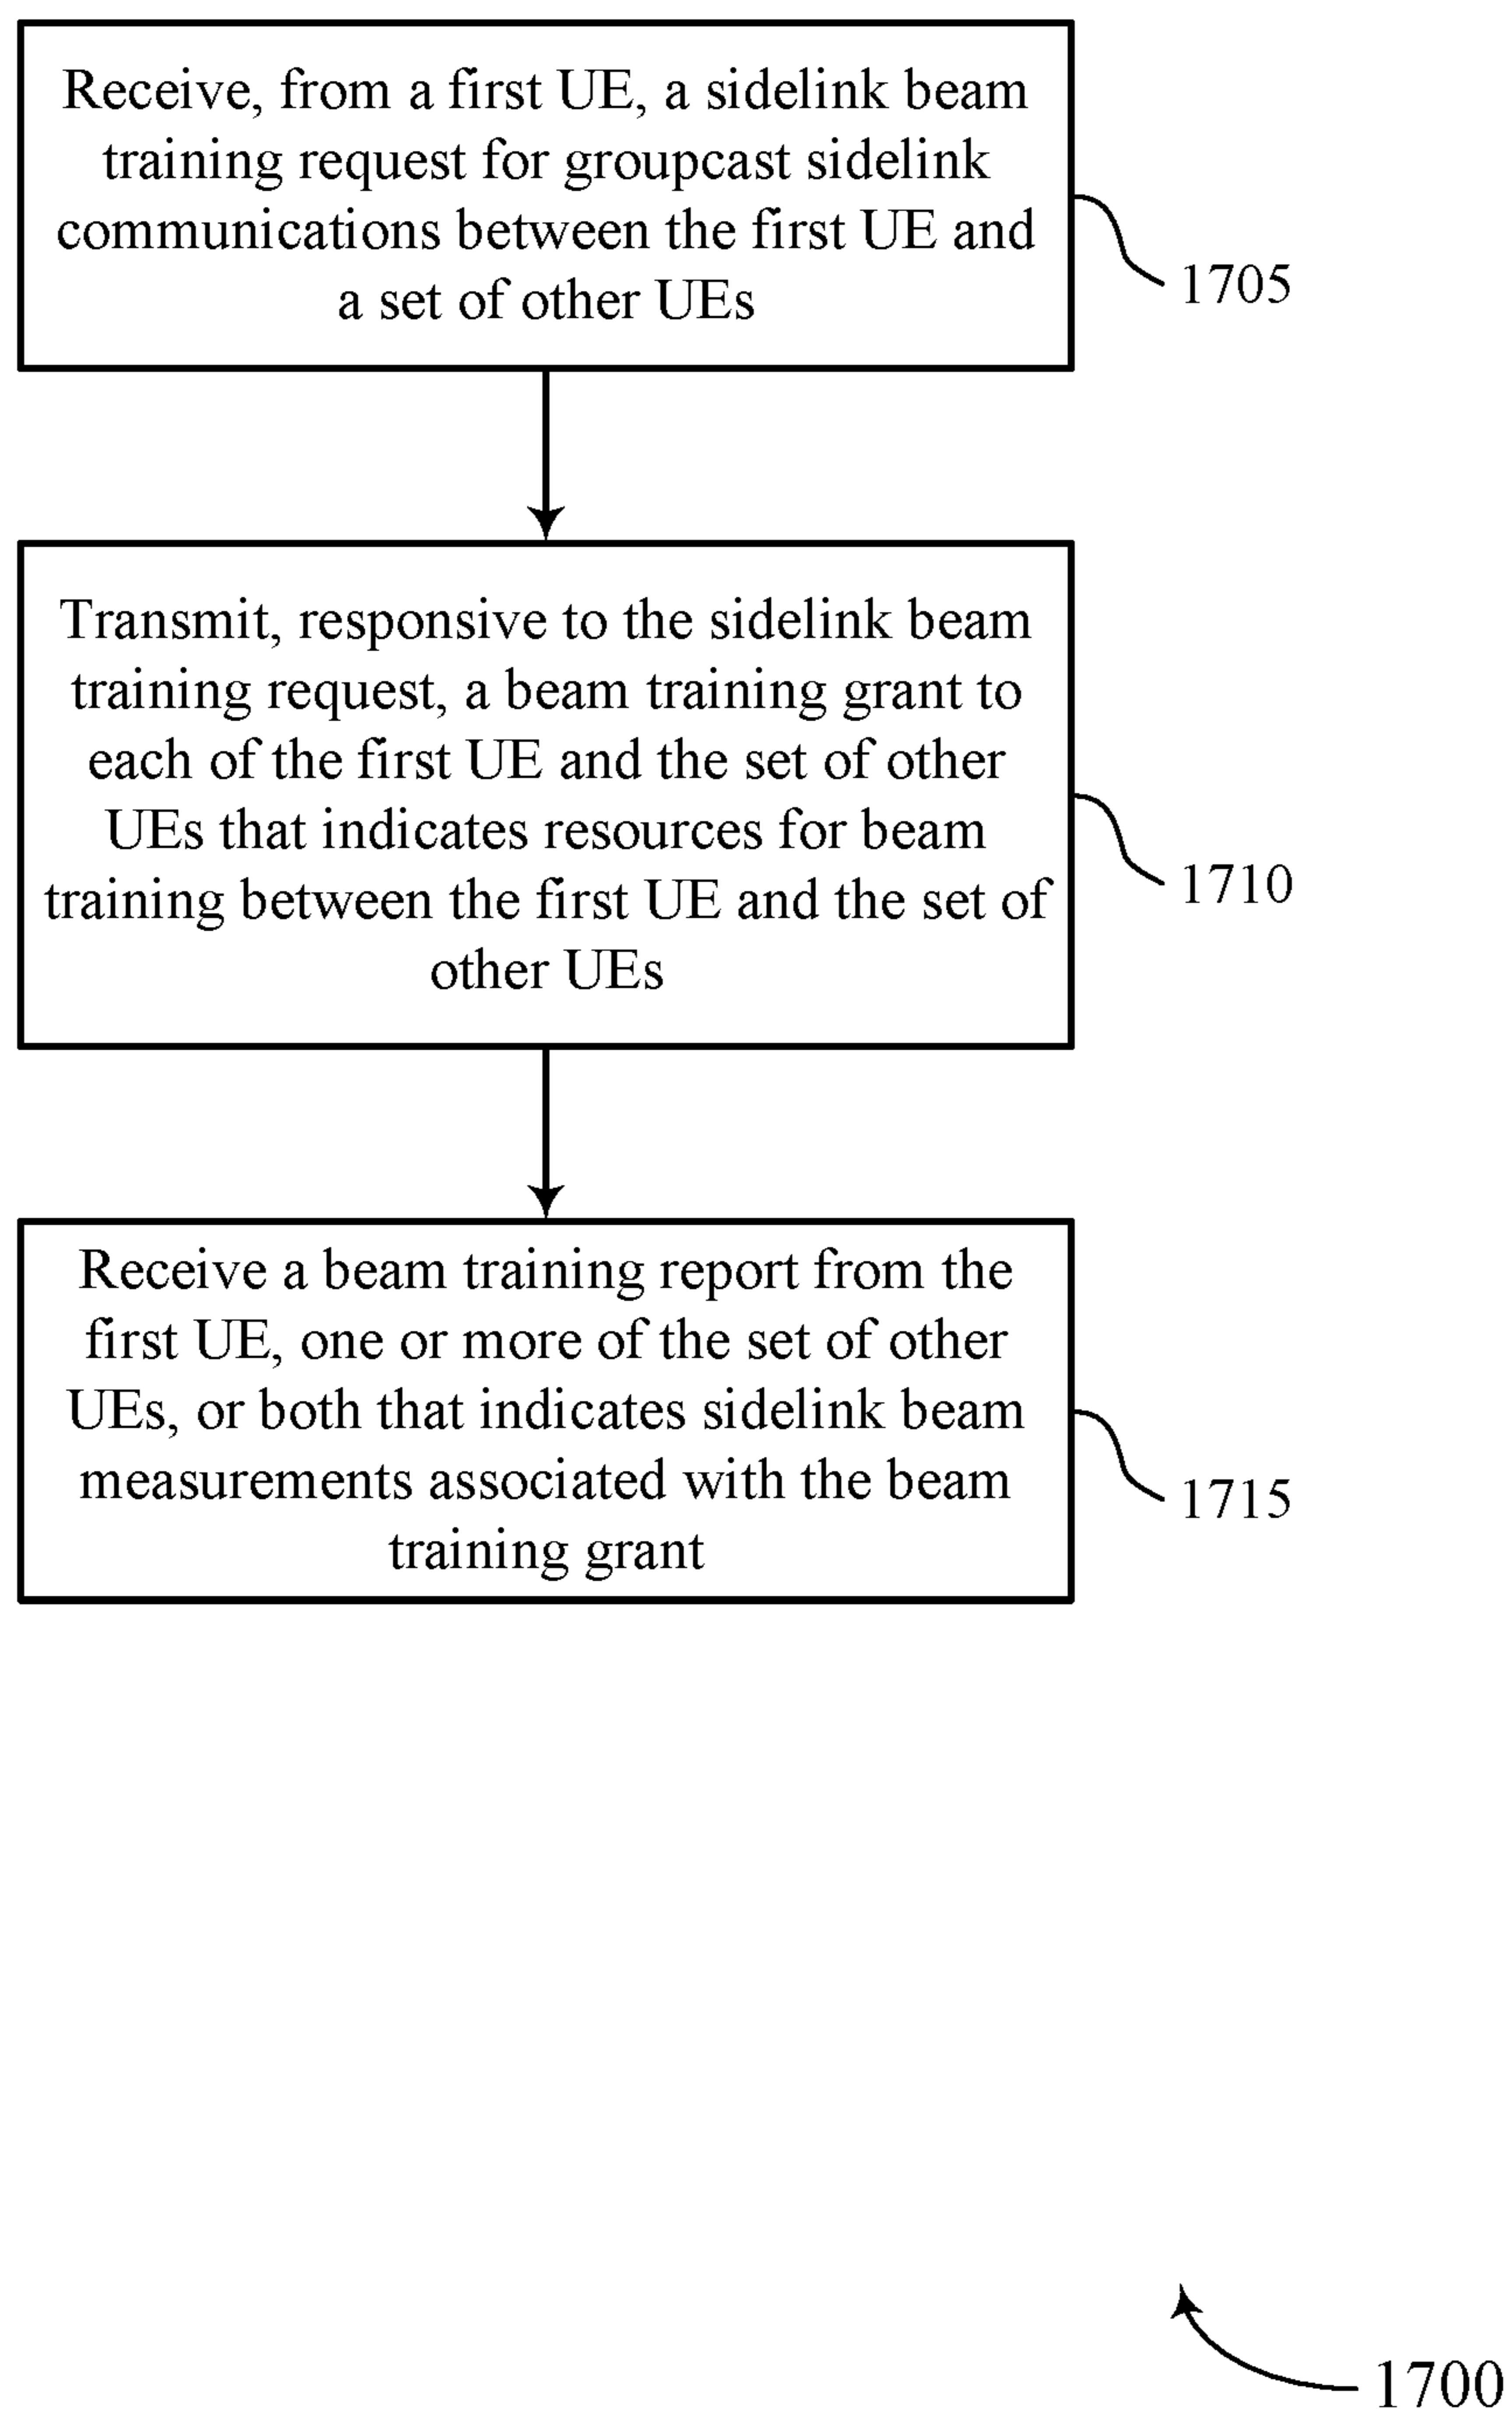 Receive, from a first UE, a sidelink beam
training request for groupcast sidelink
communications between the first UE and
a set of other UEs
1705
Transmit, responsive to the sidelink beam
training request, a beam training grant to
each of the first UE and the set of other
UEs that indicates resources for beam
training between the first UE and the set of
other UEs
1710
Receive a beam training report from the
first UE, one or more of the set of other
UEs, or both that indicates sidelink beam
measurements associated with the beam
training grant
1715
1700